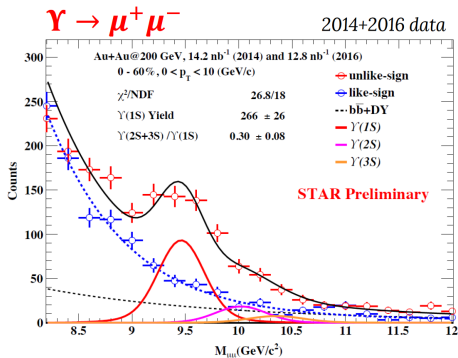 ϒ → μ⁺μ⁻
2014+2016 data
Au+Au@200 GeV, 14.2 nb⁻¹ (2014) and 12.8 nb⁻¹ (2016)
0 - 60%, 0 < p_T < 10 (GeV/c)
χ²/NDF 26.8/18
ϒ(1S) Yield 266 ± 26
ϒ(2S+3S) /ϒ(1S) 0.30 ± 0.08
unlike-sign
like-sign
bb̄+DY
ϒ(1S)
ϒ(2S)
ϒ(3S)
STAR Preliminary
Counts
300
250
200
150
100
50
0
8.5 9 9.5 10 10.5 11 11.5 12
M_μμ(GeV/c²)